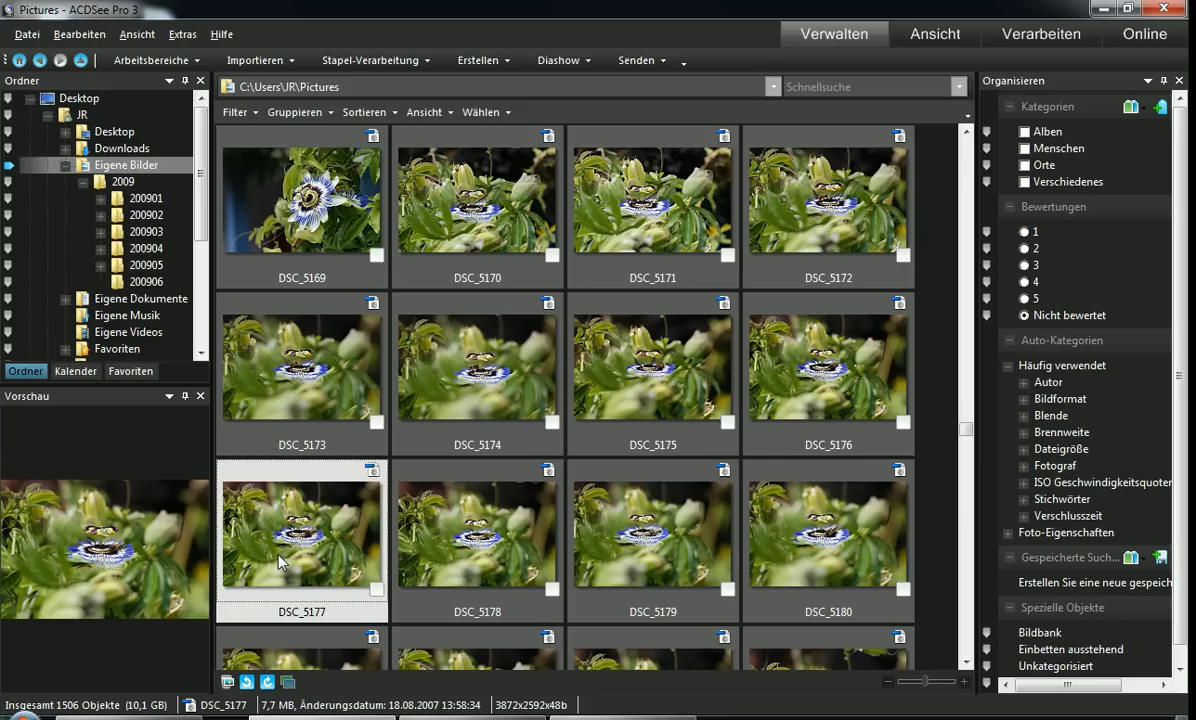 Pictures - ACDSee Pro 3
Datei Bearbeiten Ansicht Extras Hilfe
Verwalten Ansicht Verarbeiten Online
Arbeitsbereiche Importieren Stapel-Verarbeitung Erstellen Diashow Senden
Ordner
Desktop
JR
Desktop
Downloads
Eigene Bilder
2009
200901
200902
200903
200904
200905
200906
Eigene Dokumente
Eigene Musik
Eigene Videos
Favoriten
Ordner Kalender Favoriten
Vorschau
C:\Users\JR\Pictures
Schnellsuche
Filter Gruppieren Sortieren Ansicht Wählen
DSC_5169 DSC_5170 DSC_5171 DSC_5172
DSC_5173 DSC_5174 DSC_5175 DSC_5176
DSC_5177 DSC_5178 DSC_5179 DSC_5180
Organisieren
Kategorien
Alben
Menschen
Orte
Verschiedenes
Bewertungen
1
2
3
4
5
Nicht bewertet
Auto-Kategorien
Häufig verwendet
Autor
Bildformat
Blende
Brennweite
Dateigröße
Fotograf
ISO Geschwindigkeitsquoten
Stichwörter
Verschlusszeit
Foto-Eigenschaften
Gespeicherte Such...
Erstellen Sie eine neue gespeich
Spezielle Objekte
Bildbank
Einbetten ausstehend
Unkategorisiert
Insgesamt 1506 Objekte (10,1 GB) DSC_5177 7,7 MB, Änderungsdatum: 18.08.2007 13:58:34 3872x2592x48b